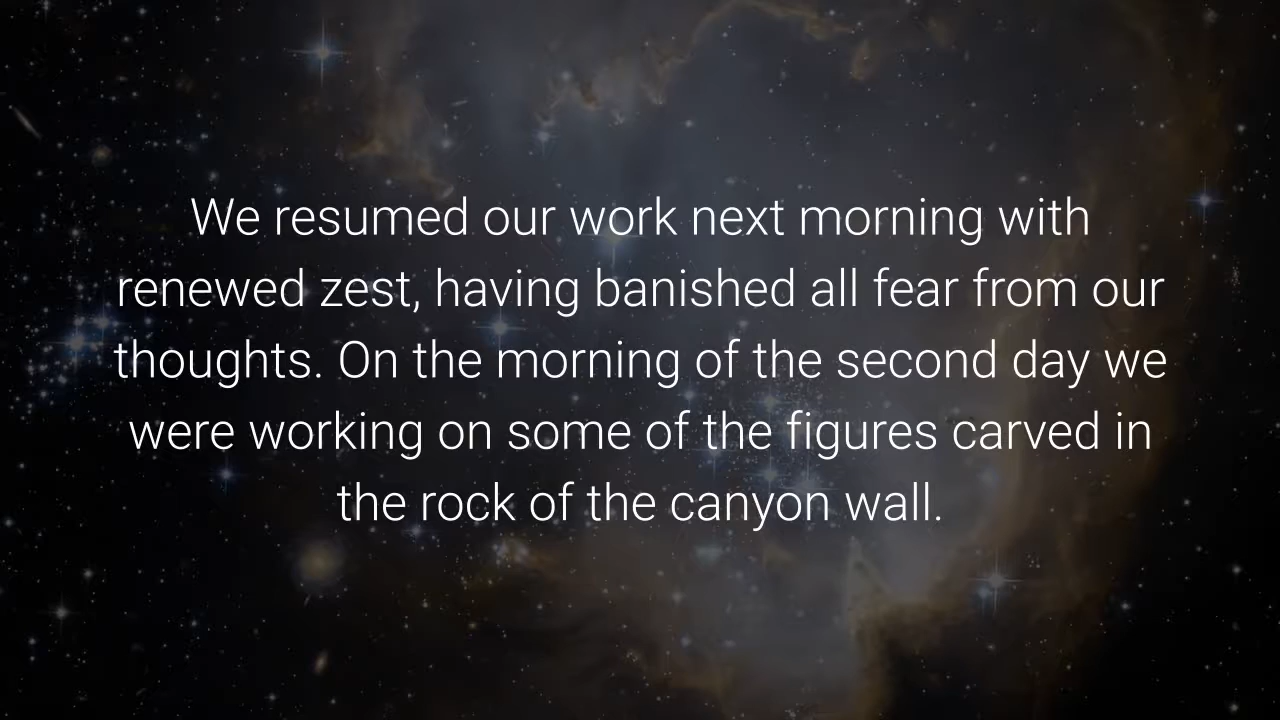 We resumed our work next morning with
renewed zest, having banished all fear from our
thoughts. On the morning of the second day we
were working on some of the figures carved in
the rock of the canyon wall.